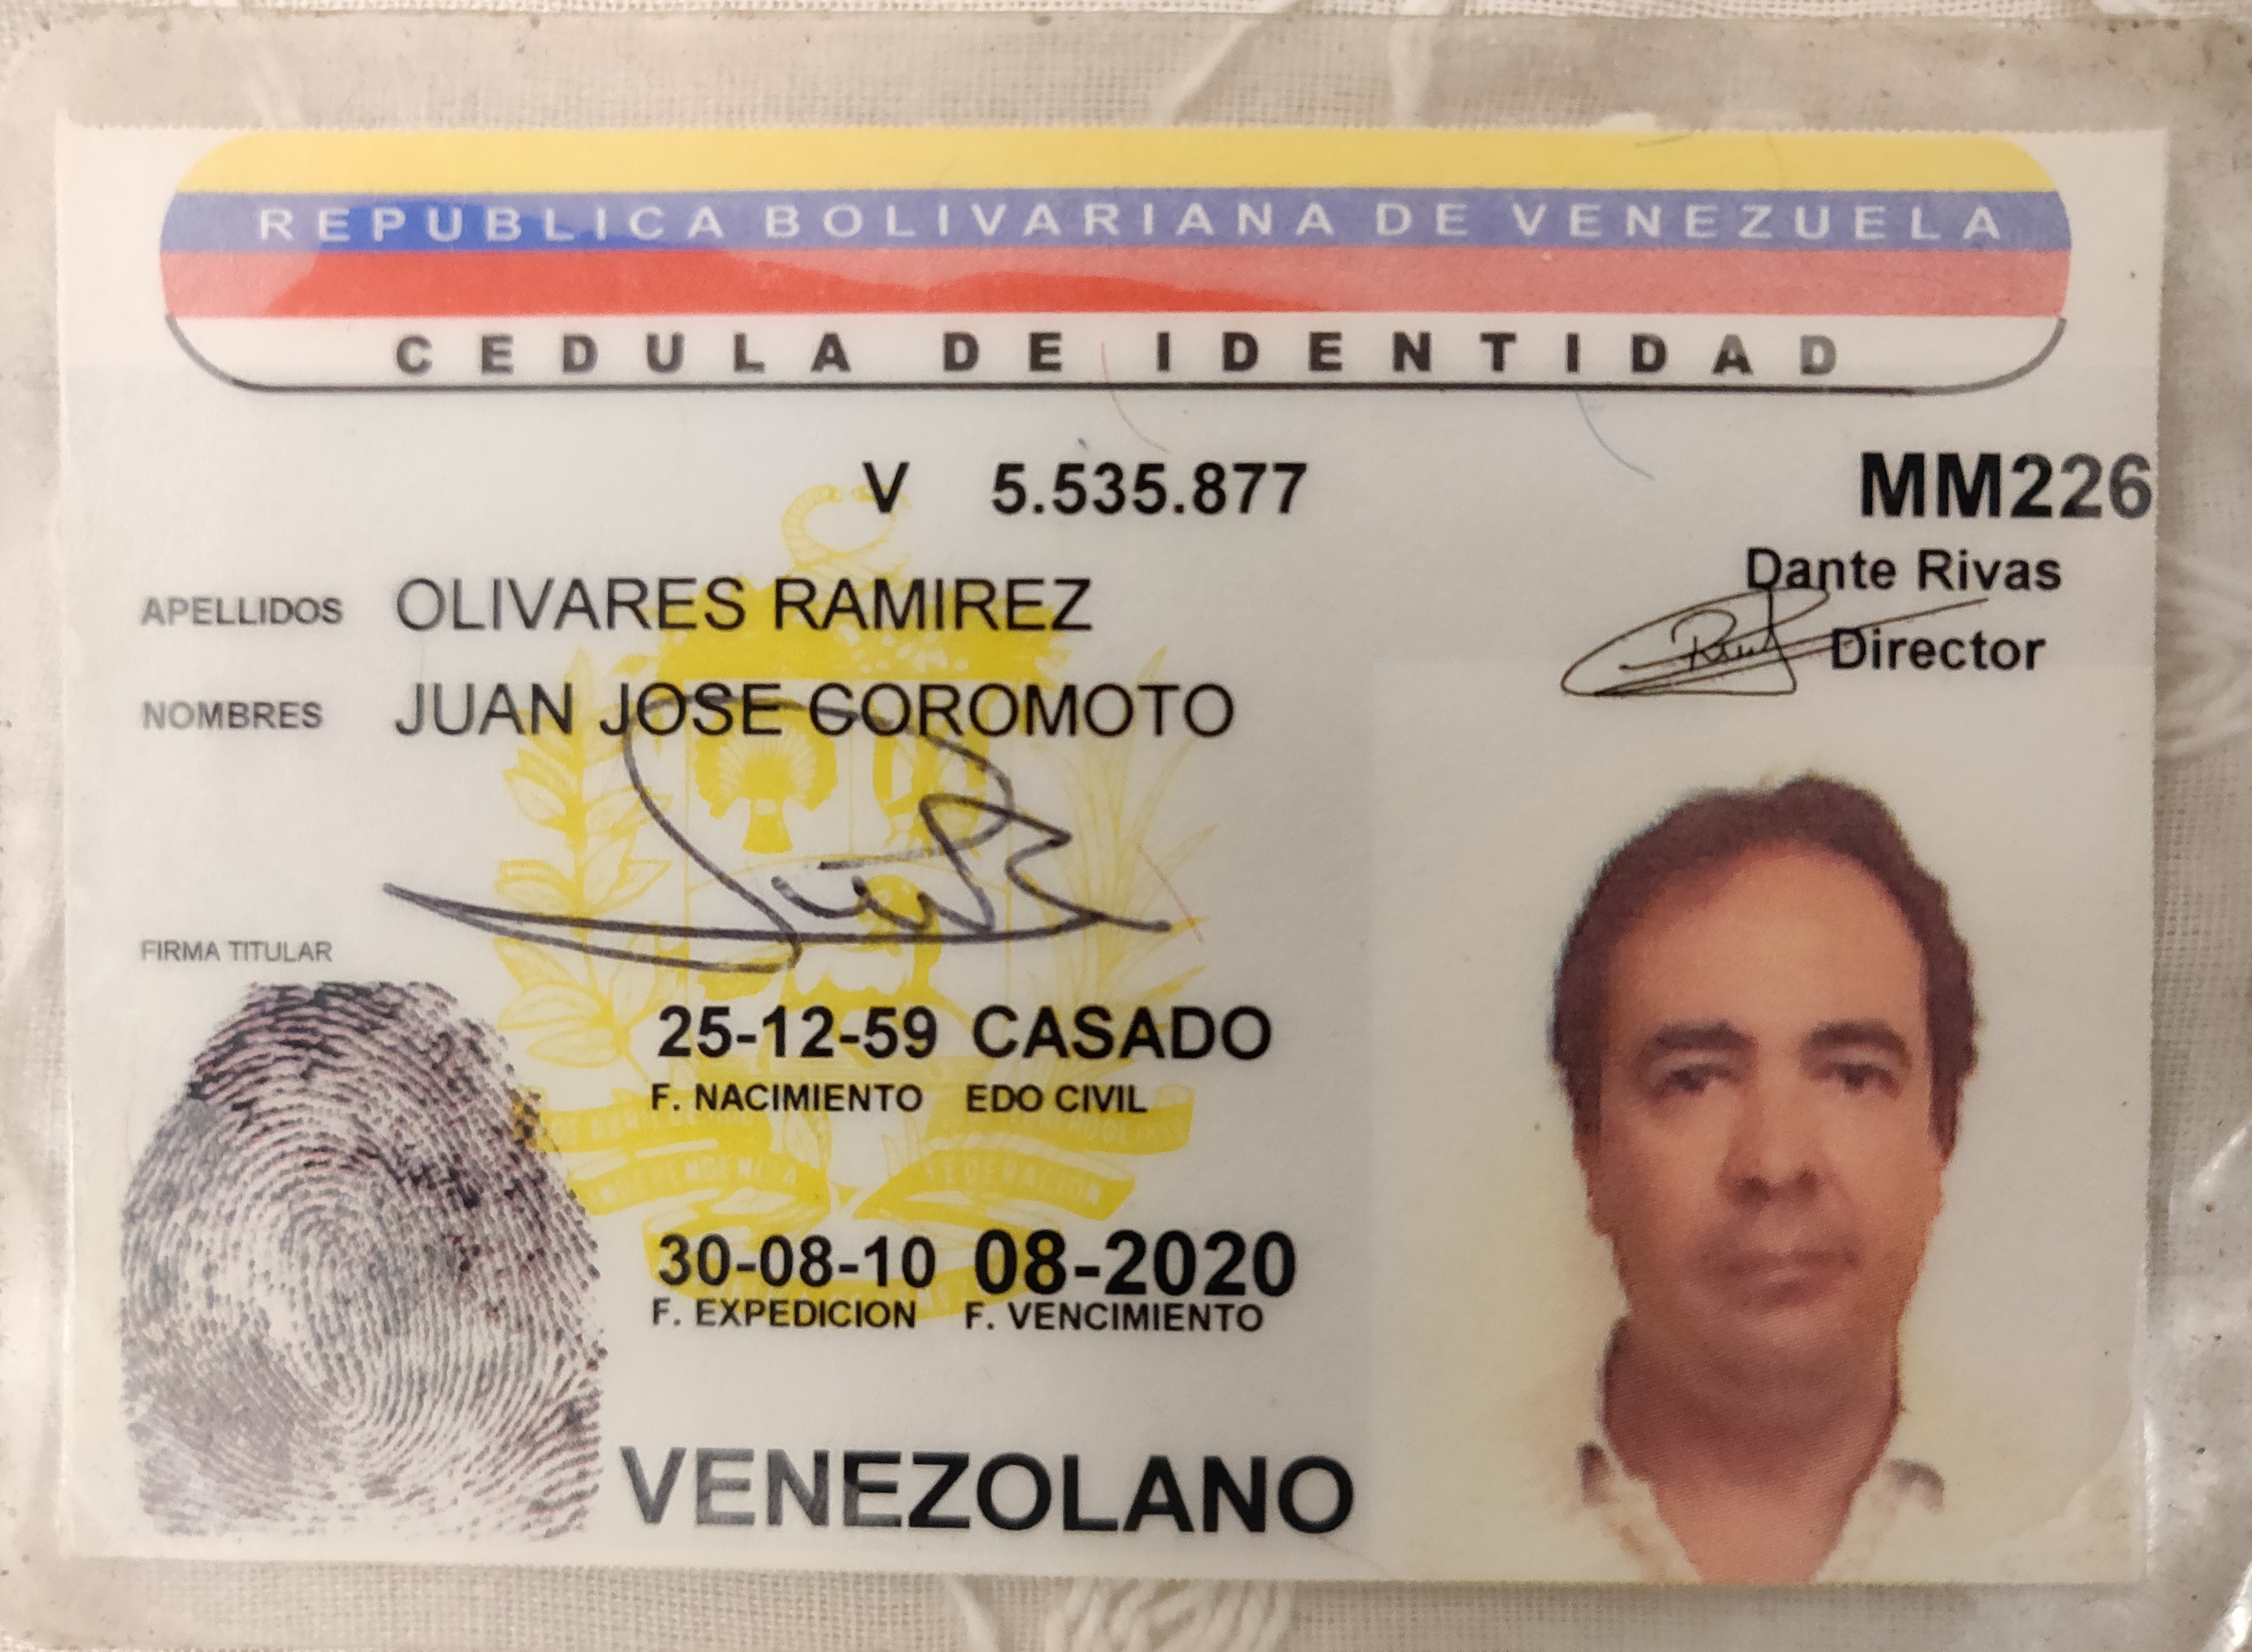 REPUBLICA BOLIVARIANA DE VENEZUELA
CEDULA DE IDENTIDAD
V 5.535.877
MM226
Dante Rivas
Director
APELLIDOS OLIVARES RAMIREZ
NOMBRES JUAN JOSE COROMOTO
FIRMA TITULAR
25-12-59 CASADO
F. NACIMIENTO EDO CIVIL
INDEPENDENCIA FEDERACION
30-08-10 08-2020
F. EXPEDICION F. VENCIMIENTO
VENEZOLANO